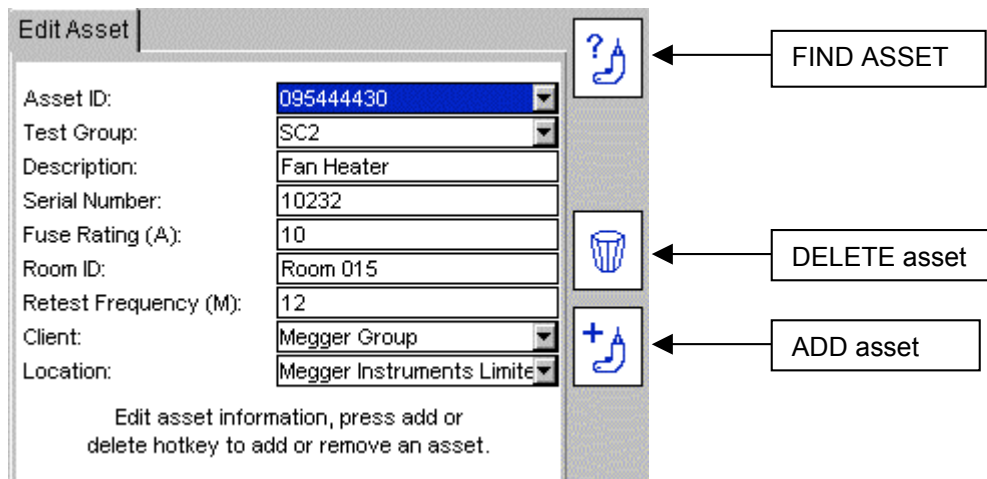 Edit Asset
FIND ASSET
Asset ID: 095444430
Test Group: SC2
Description: Fan Heater
Serial Number: 10232
Fuse Rating (A): 10
DELETE asset
Room ID: Room 015
Retest Frequency (M): 12
Client: Megger Group
ADD asset
Location: Megger Instruments Limite
Edit asset information, press add or
delete hotkey to add or remove an asset.